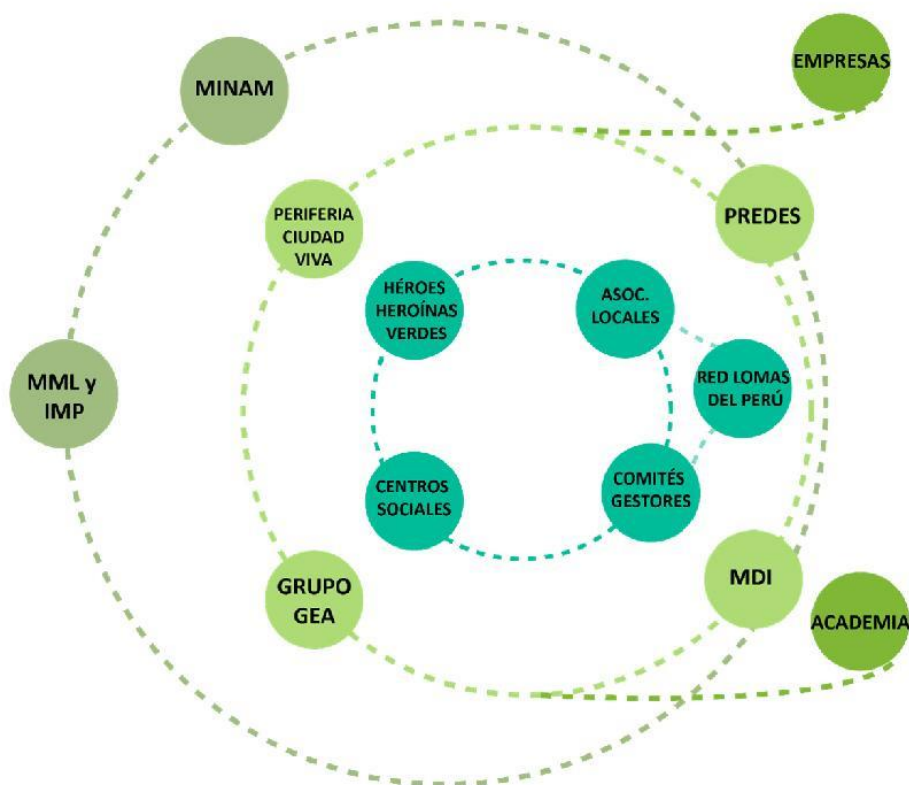 EMPRESAS
MINAM
PREDES
PERIFERIA
CIUDAD
VIVA
HÉROES
HEROÍNAS
VERDES
ASOC.
LOCALES
MML y
IMP
RED LOMAS
DEL PERÚ
CENTROS
SOCIALES
COMITÉS
GESTORES
MDI
GRUPO
GEA
ACADEMIA